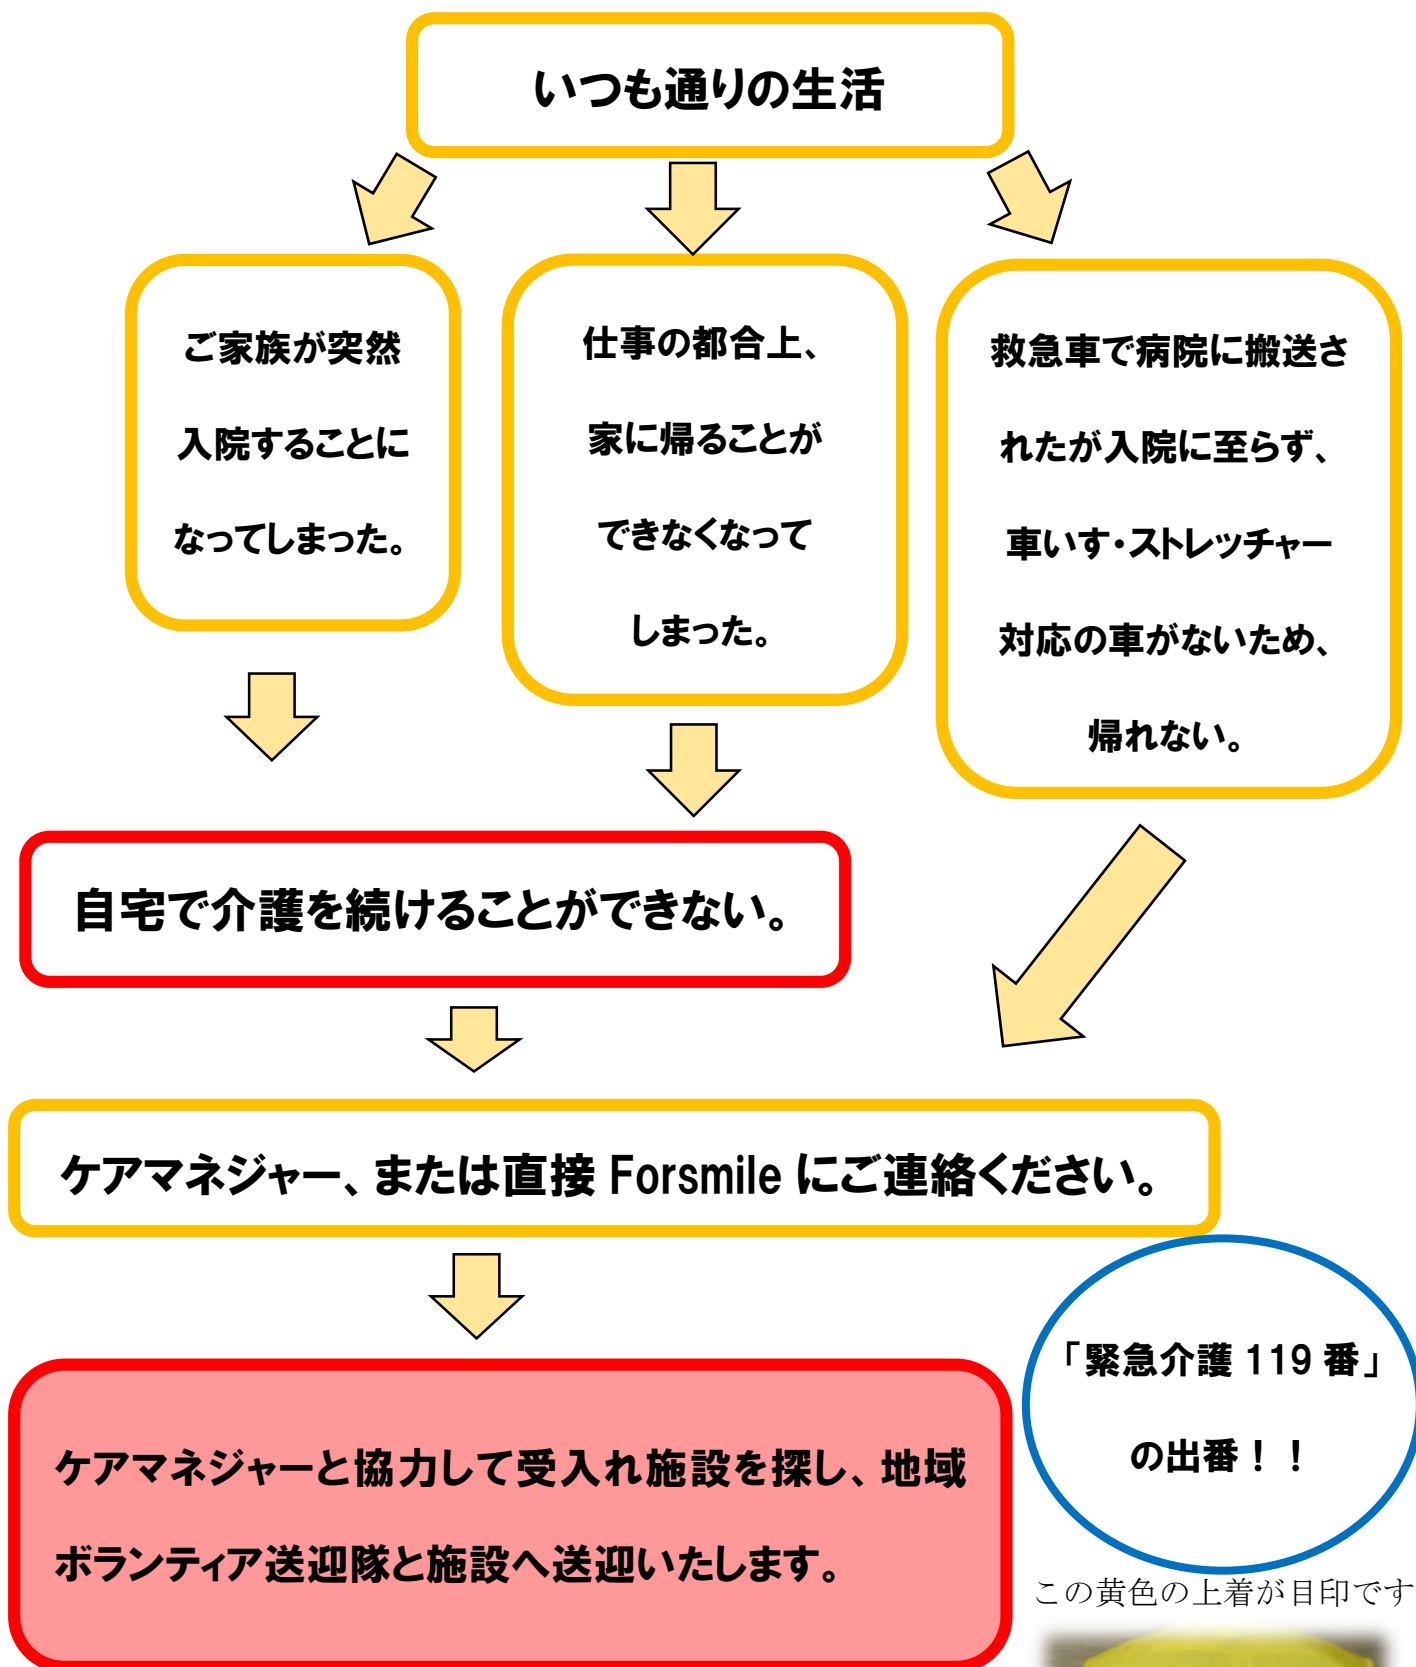 いつも通りの生活
ご家族が突然
入院することに
なってしまった。
仕事の都合上、
家に帰ることが
できなくなって
しまった。
救急車で病院に搬送さ
れたが入院に至らず、
車いす・ストレッチャー
対応の車がないため、
帰れない。
自宅で介護を続けることができない。
ケアマネジャー、または直接 Forsmile にご連絡ください。
「緊急介護 119 番」
の出番！！
ケアマネジャーと協力して受入れ施設を探し、地域
ボランティア送迎隊と施設へ送迎いたします。
この黄色の上着が目印です